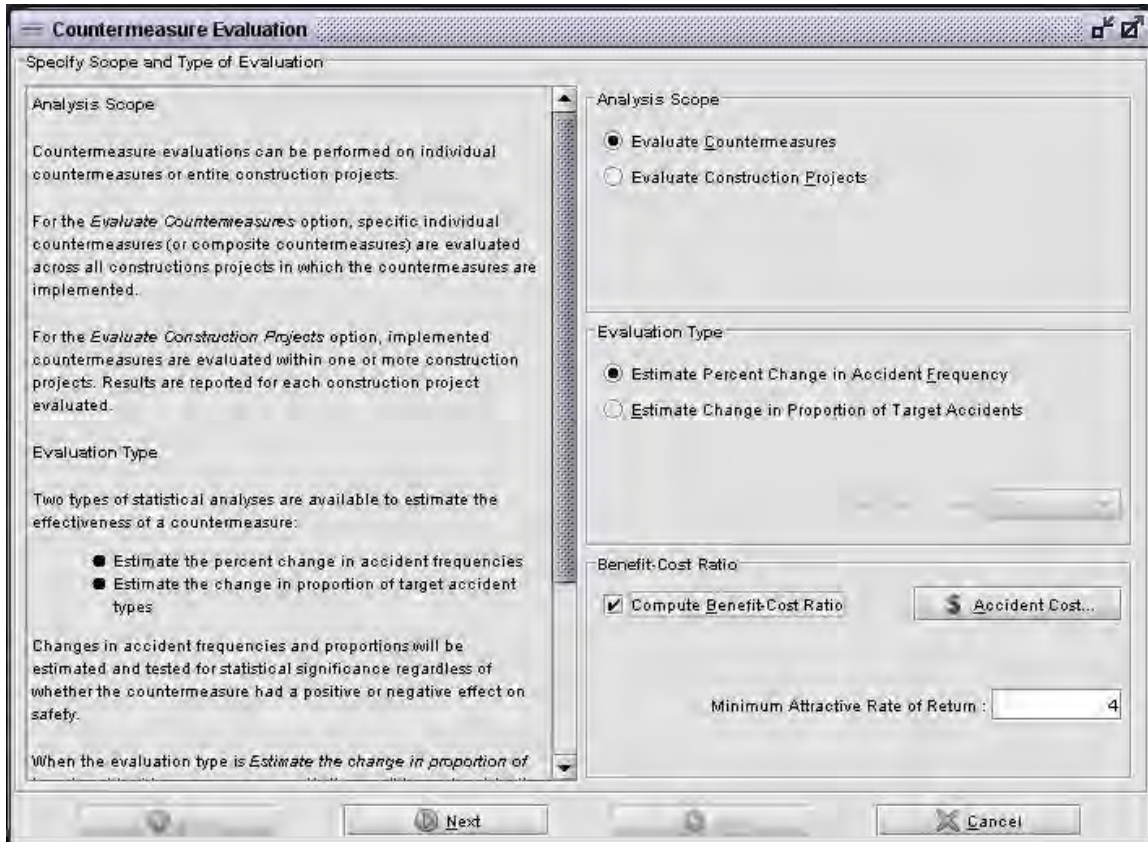 Countermeasure Evaluation
Specify Scope and Type of Evaluation
Analysis Scope
Countermeasure evaluations can be performed on individual
countermeasures or entire construction projects.
For the Evaluate Countermeasures option, specific individual
countermeasures (or composite countermeasures) are evaluated
across all constructions projects in which the countermeasures are
implemented.
For the Evaluate Construction Projects option, implemented
countermeasures are evaluated within one or more construction
projects. Results are reported for each construction project
evaluated.
Evaluation Type
Two types of statistical analyses are available to estimate the
effectiveness of a countermeasure:
Estimate the percent change in accident frequencies
Estimate the change in proportion of target accident
types
Changes in accident frequencies and proportions will be
estimated and tested for statistical significance regardless of
whether the countermeasure had a positive or negative effect on
safety.
When the evaluation type is Estimate the change in proportion of
Analysis Scope
Evaluate Countermeasures
Evaluate Construction Projects
Evaluation Type
Estimate Percent Change in Accident Frequency
Estimate Change in Proportion of Target Accidents
Benefit-Cost Ratio
Compute Benefit-Cost Ratio
$ Accident Cost...
Minimum Attractive Rate of Return : 4
Next
Cancel